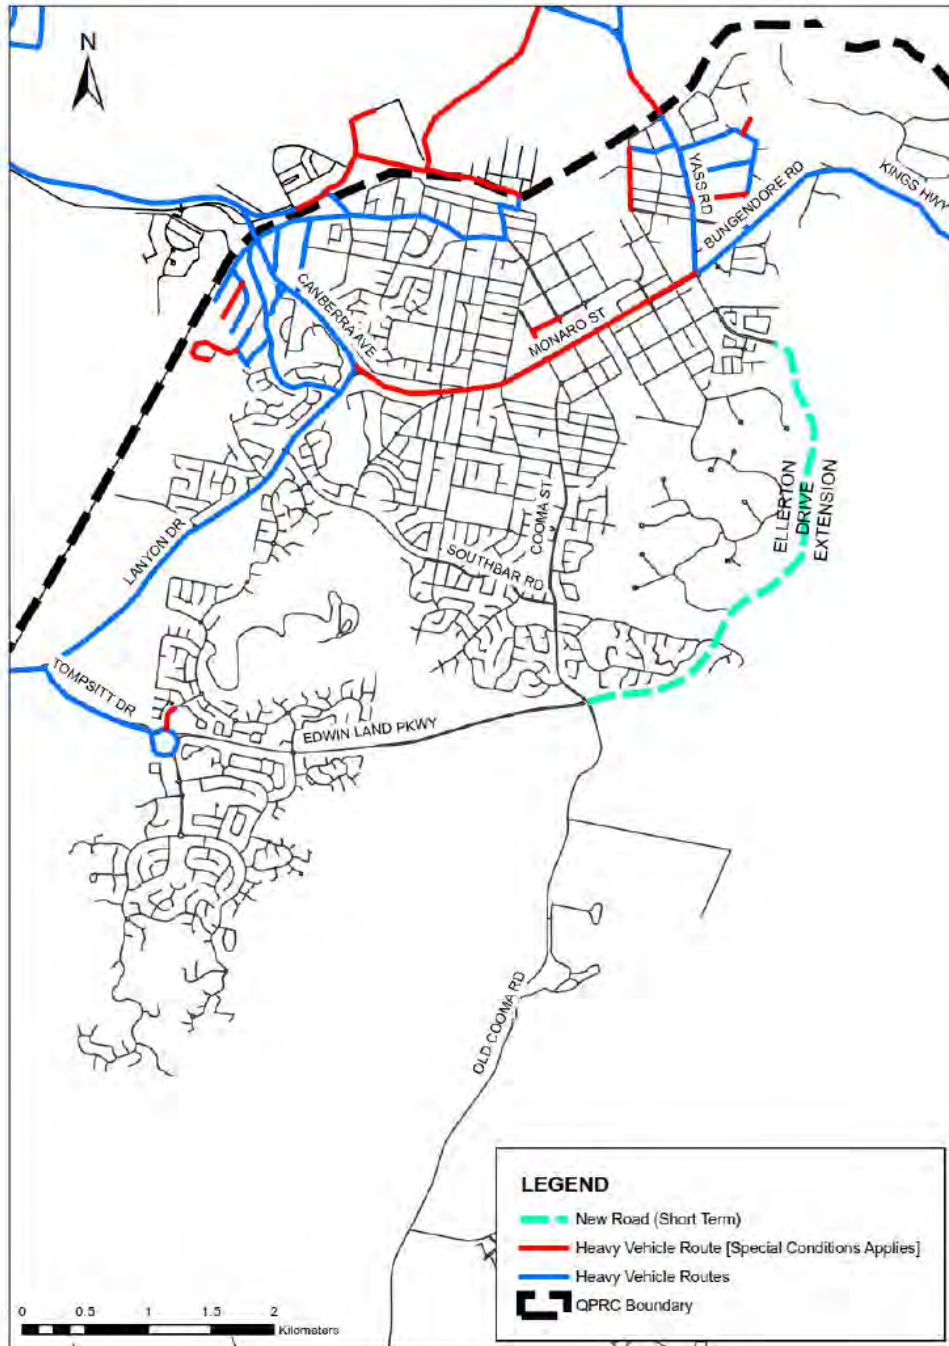 N
YASS RD
BUNGENDORE RD
KINGS HWY
CANBERRA AVE
MONARO ST
ELLERTON
DRIVE
EXTENSION
COOMA ST
LANYON DR
SOUTHBAR RD
TOMPSITT DR
EDWIN LAND PKWY
OLD COOMA RD
LEGEND
New Road (Short Term)
Heavy Vehicle Route [Special Conditions Applies]
Heavy Vehicle Routes
QPRC Boundary
0 0.5 1 1.5 2
Kilometers